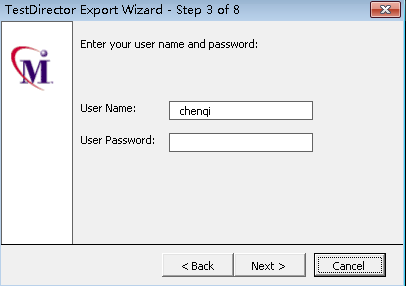 TestDirector Export Wizard - Step 3 of 8
Enter your user name and password:
M
User Name:
chenqi
User Password:
< Back
Next >
Cancel